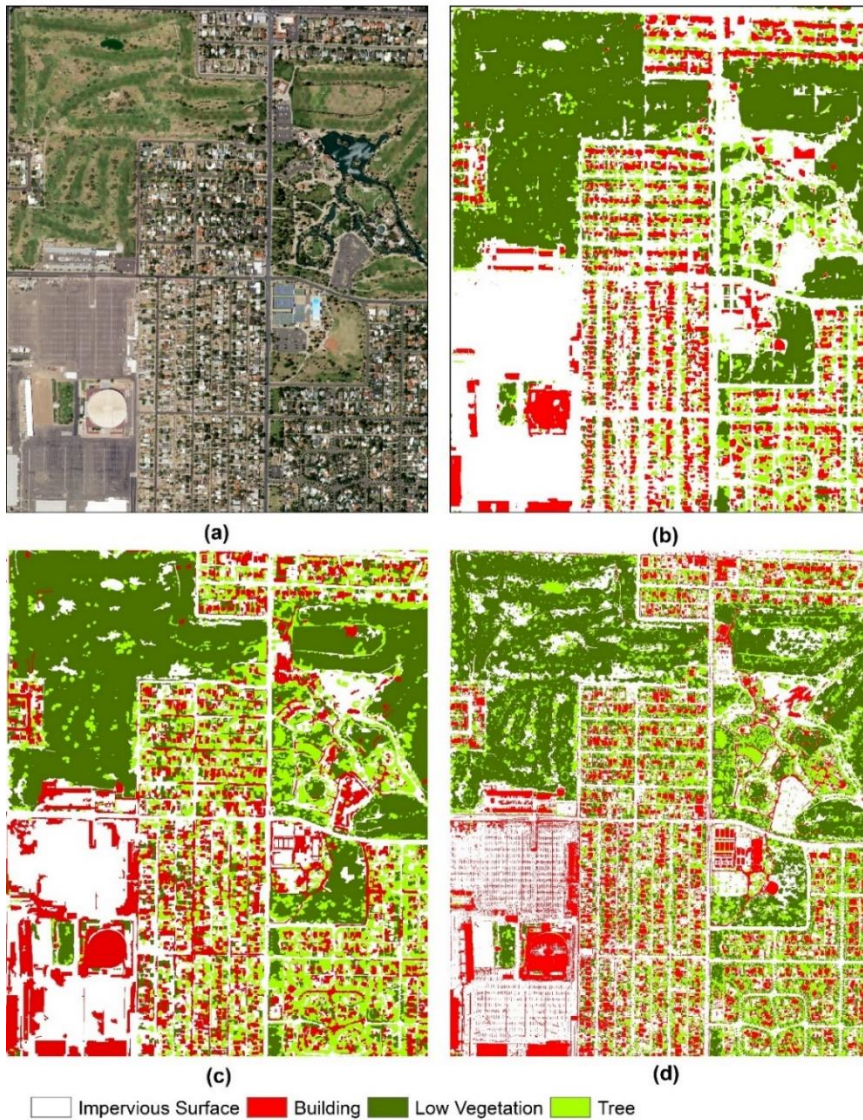 (a)
(b)
(c)
(d)
Impervious Surface
Building
Low Vegetation
Tree